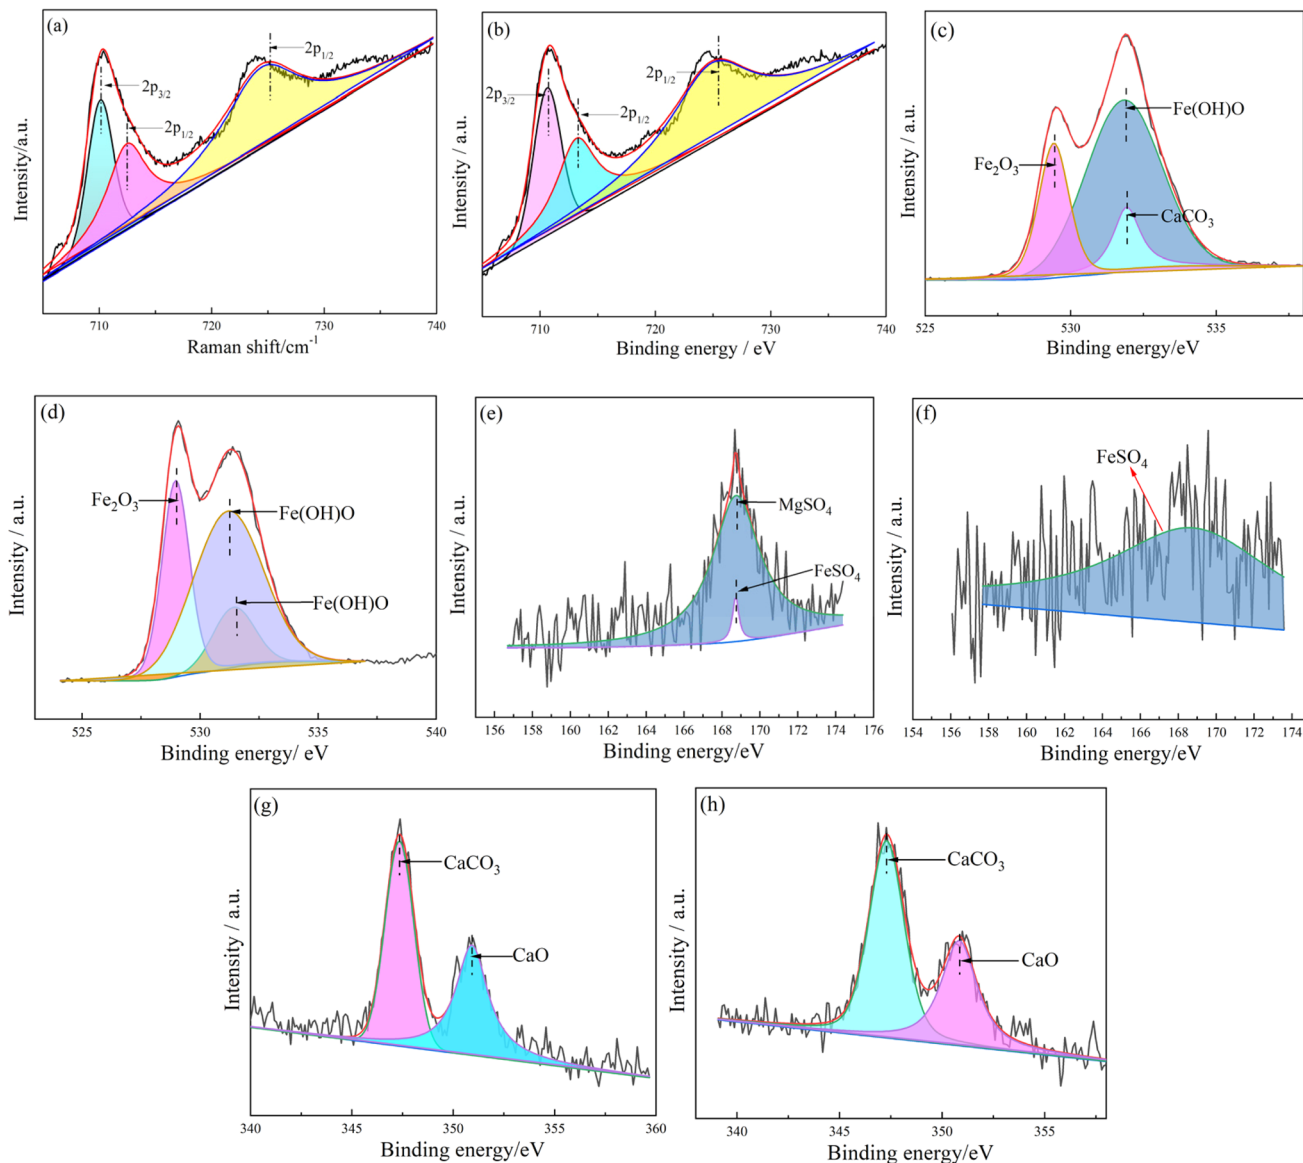 (a)
2p1/2
2p3/2
2p1/2
Intensity/a.u.
710 720 730 740
Raman shift/cm-1
(b)
2p1/2
2p3/2
2p1/2
Intensity / a.u.
710 720 730 740
Binding energy / eV
(c)
Fe(OH)O
Fe2O3
CaCO3
Intensity / a.u.
525 530 535
Binding energy/eV
(d)
Fe2O3
Fe(OH)O
Fe(OH)O
Intensity / a.u.
525 530 535 540
Binding energy/ eV
(e)
MgSO4
FeSO4
Intensity / a.u.
156 158 160 162 164 166 168 170 172 174 176
Binding energy/eV
(f)
FeSO4
Intensity / a.u.
154 156 158 160 162 164 166 168 170 172 174
Binding energy/eV
(g)
CaCO3
CaO
Intensity / a.u.
340 345 350 355 360
Binding energy/eV
(h)
CaCO3
CaO
Intensity / a.u.
340 345 350 355
Binding energy/eV